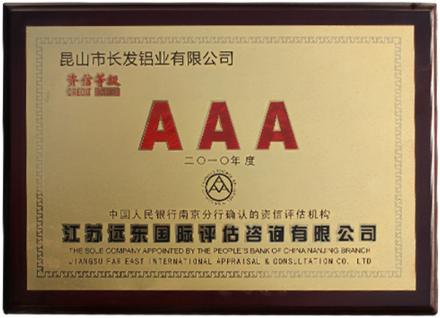 昆山市长发铝业有限公司
资信等级
CREDIT
AAA
二〇一〇年度
中国人民银行南京分行确认的资信评估机构
江苏远东国际评估咨询有限公司
THE SOLE COMPANY APPOINTED BY THE PEOPLE'S BANK OF CHINA NANJING BRANCH
JIANGSU FAR EAST INTERNATIONAL APPRAISAL & CONSULTATION CO. LTD